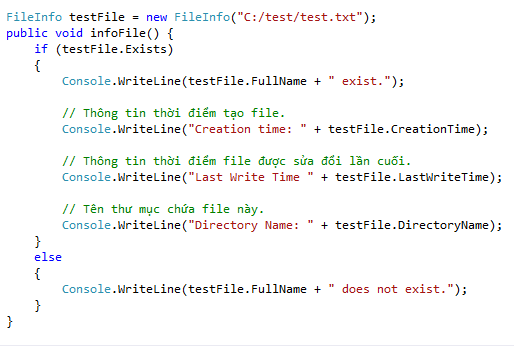 FileInfo testFile = new FileInfo("C:/test/test.txt");
public void infoFile() {
    if (testFile.Exists)
    {
        Console.WriteLine(testFile.FullName + " exist.");

        // Thông tin thời điểm tạo file.
        Console.WriteLine("Creation time: " + testFile.CreationTime);

        // Thông tin thời điểm file được sửa đổi lần cuối.
        Console.WriteLine("Last Write Time " + testFile.LastWriteTime);

        // Tên thư mục chứa file này.
        Console.WriteLine("Directory Name: " + testFile.DirectoryName);
    }
    else
    {
        Console.WriteLine(testFile.FullName + " does not exist.");
    }
}